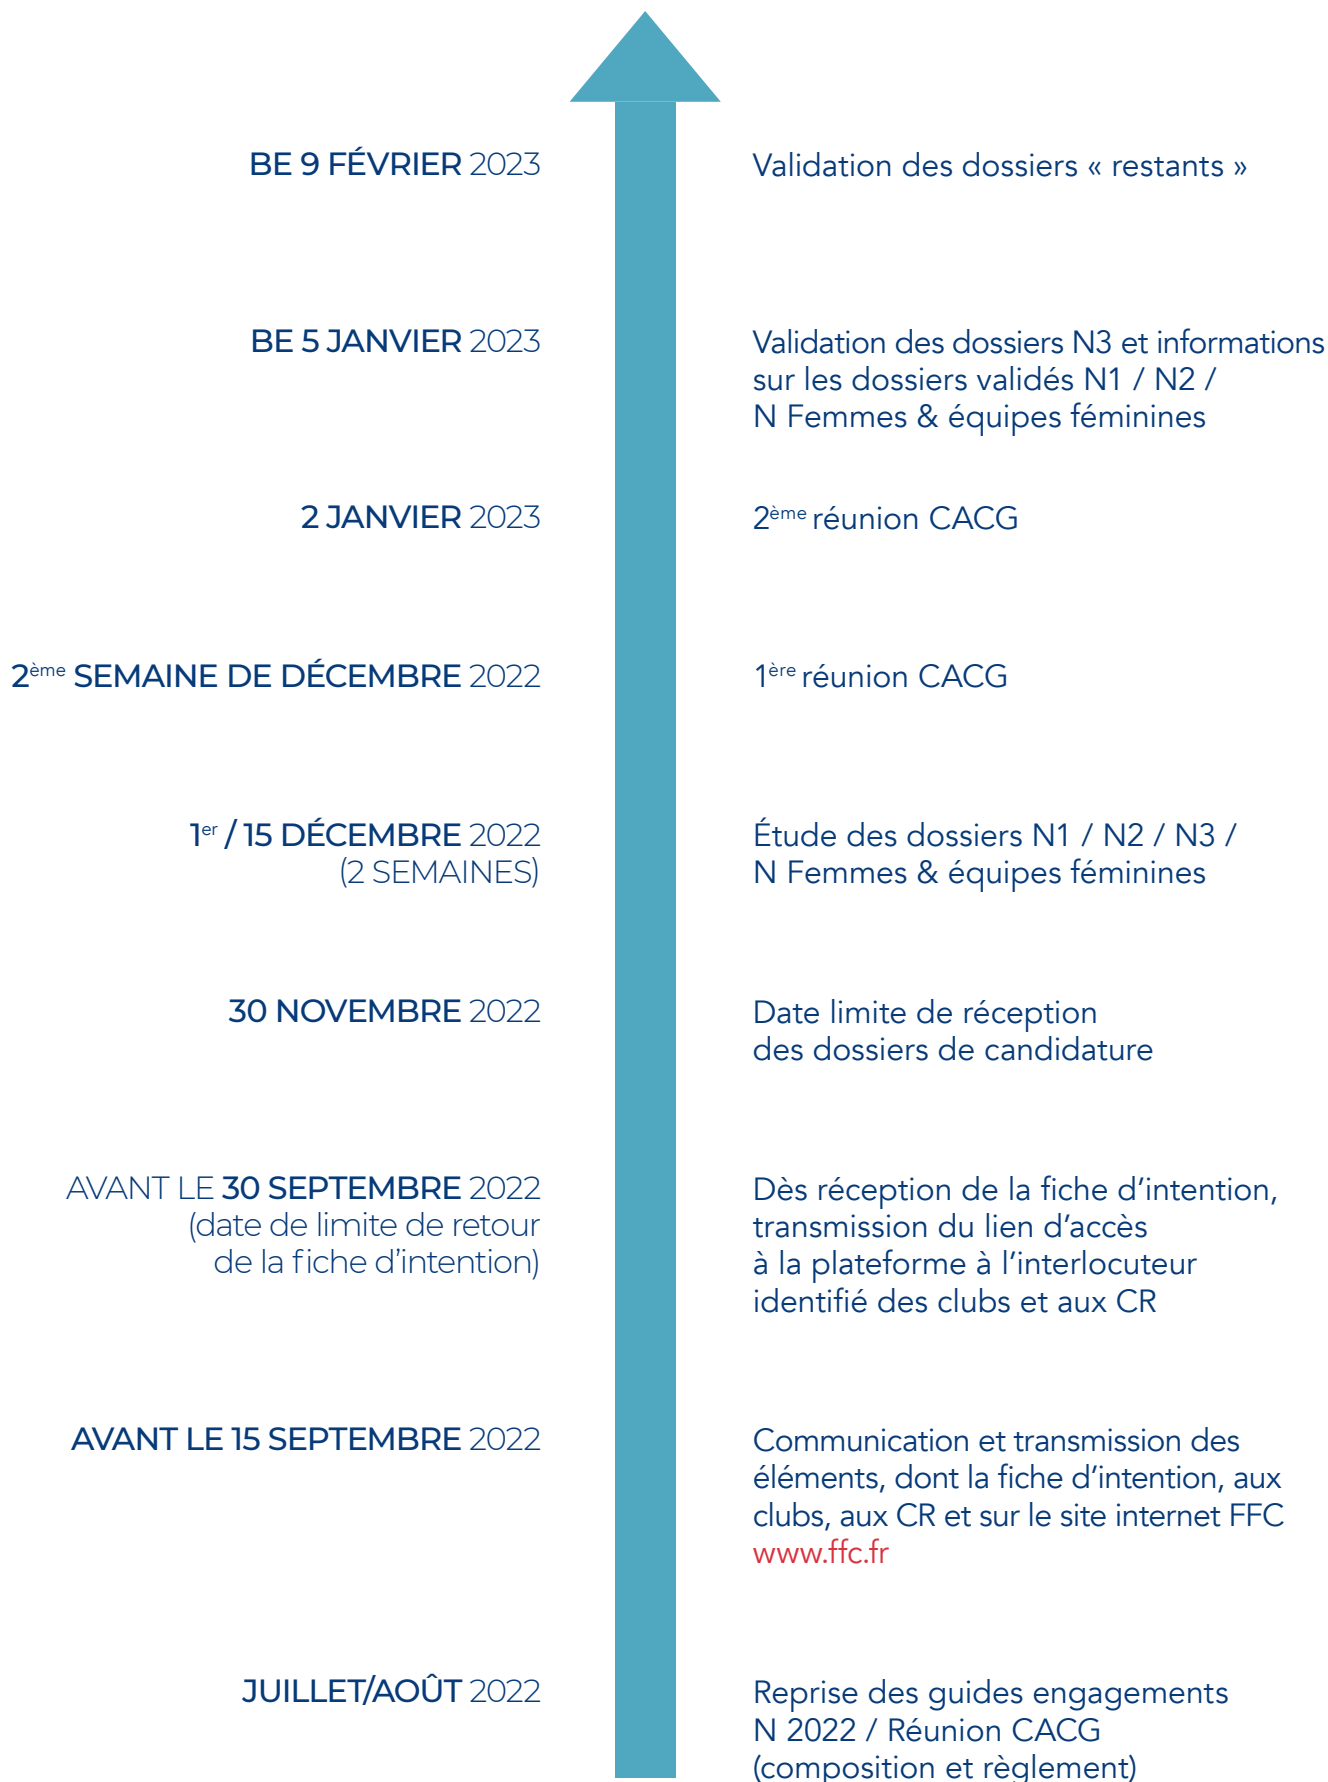 BE 9 FÉVRIER 2023
Validation des dossiers « restants »
BE 5 JANVIER 2023
Validation des dossiers N3 et informations
sur les dossiers validés N1 / N2 /
N Femmes & équipes féminines
2 JANVIER 2023
2ème réunion CACG
2ème SEMAINE DE DÉCEMBRE 2022
1ère réunion CACG
1er / 15 DÉCEMBRE 2022
(2 SEMAINES)
Étude des dossiers N1 / N2 / N3 /
N Femmes & équipes féminines
30 NOVEMBRE 2022
Date limite de réception
des dossiers de candidature
AVANT LE 30 SEPTEMBRE 2022
(date de limite de retour
de la fiche d'intention)
Dès réception de la fiche d'intention,
transmission du lien d'accès
à la plateforme à l'interlocuteur
identifié des clubs et aux CR
AVANT LE 15 SEPTEMBRE 2022
Communication et transmission des
éléments, dont la fiche d'intention, aux
clubs, aux CR et sur le site internet FFC
www.ffc.fr
JUILLET/AOÛT 2022
Reprise des guides engagements
N 2022 / Réunion CACG
(composition et règlement)